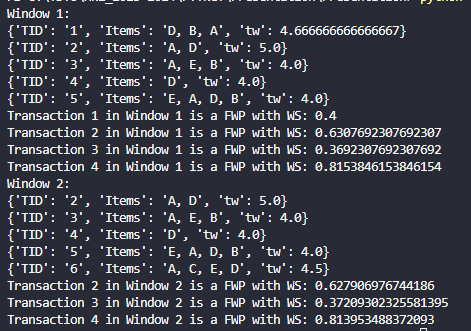 Window 1:
{'TID': '1', 'Items': 'D, B, A', 'tw': 4.666666666666667}
{'TID': '2', 'Items': 'A, D', 'tw': 5.0}
{'TID': '3', 'Items': 'A, E, B', 'tw': 4.0}
{'TID': '4', 'Items': 'D', 'tw': 4.0}
{'TID': '5', 'Items': 'E, A, D, B', 'tw': 4.0}
Transaction 1 in Window 1 is a FWP with WS: 0.4
Transaction 2 in Window 1 is a FWP with WS: 0.6307692307692307
Transaction 3 in Window 1 is a FWP with WS: 0.3692307692307692
Transaction 4 in Window 1 is a FWP with WS: 0.8153846153846154
Window 2:
{'TID': '2', 'Items': 'A, D', 'tw': 5.0}
{'TID': '3', 'Items': 'A, E, B', 'tw': 4.0}
{'TID': '4', 'Items': 'D', 'tw': 4.0}
{'TID': '5', 'Items': 'E, A, D, B', 'tw': 4.0}
{'TID': '6', 'Items': 'A, C, E, D', 'tw': 4.5}
Transaction 2 in Window 2 is a FWP with WS: 0.627906976744186
Transaction 3 in Window 2 is a FWP with WS: 0.37209302325581395
Transaction 4 in Window 2 is a FWP with WS: 0.813953488372093